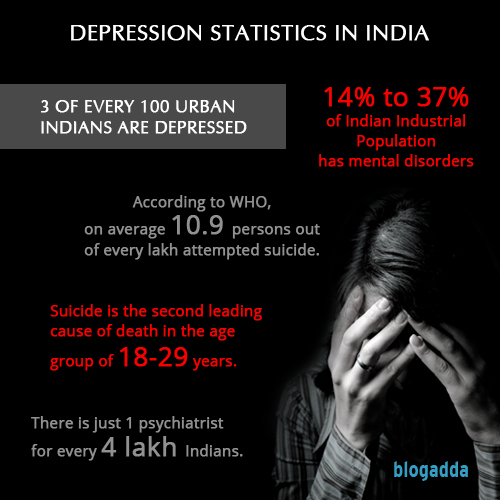 DEPRESSION STATISTICS IN INDIA
3 OF EVERY 100 URBAN
INDIANS ARE DEPRESSED
14% to 37%
of Indian Industrial
Population
has mental disorders
According to WHO,
on average 10.9 persons out
of every lakh attempted suicide.
Suicide is the second leading
cause of death in the age
group of 18-29 years.
There is just 1 psychiatrist
for every 4 lakh Indians.
blogadda